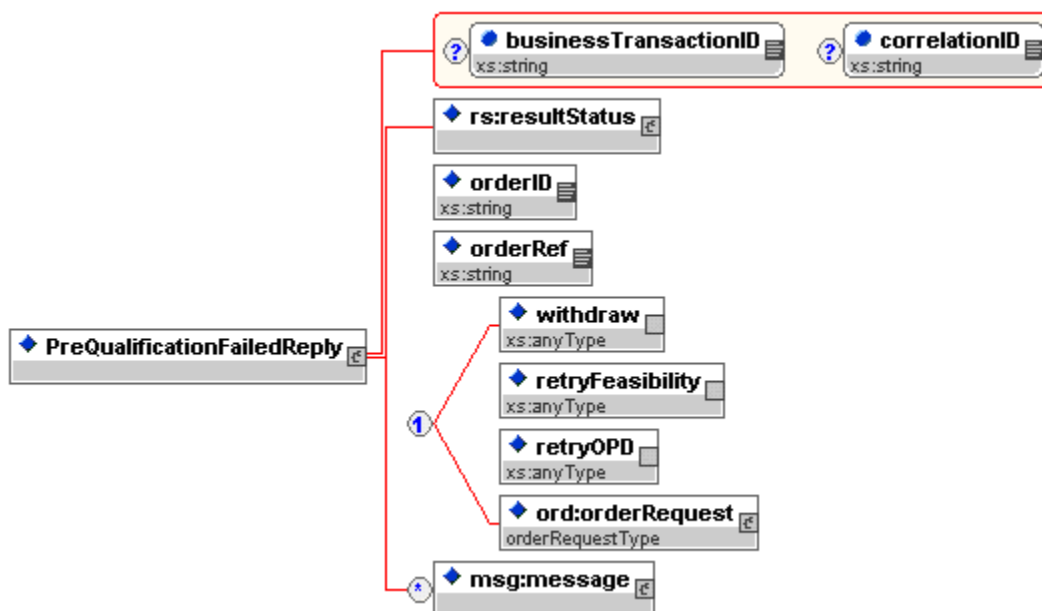 ? businessTransactionID ? correlationID
xs:string xs:string
rs:resultStatus
orderID
xs:string
orderRef
xs:string
withdraw
xs:anyType
PreQualificationFailedReply
retryFeasibility
xs:anyType
1
retryOPD
xs:anyType
ord:orderRequest
orderRequestType
* msg:message